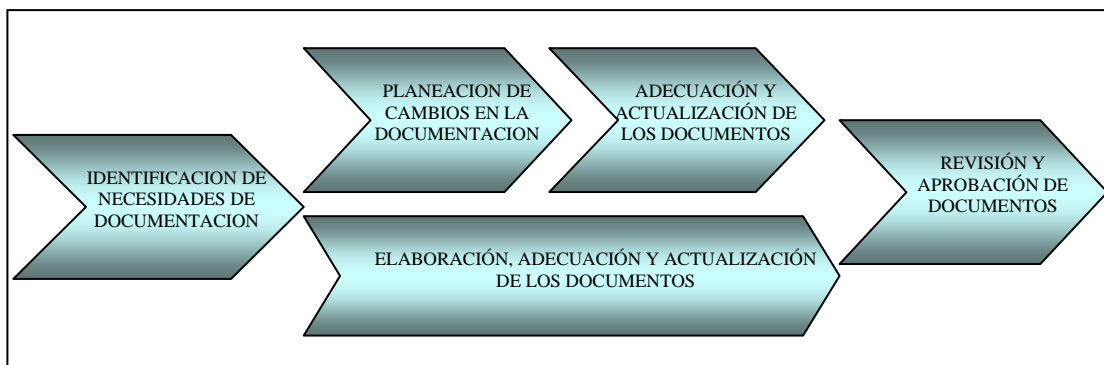 IDENTIFICACION DE
NECESIDADES DE
DOCUMENTACION
PLANEACION DE
CAMBIOS EN LA
DOCUMENTACION
ADECUACIÓN Y
ACTUALIZACIÓN DE
LOS DOCUMENTOS
ELABORACIÓN, ADECUACIÓN Y ACTUALIZACIÓN
DE LOS DOCUMENTOS
REVISIÓN Y
APROBACIÓN DE
DOCUMENTOS